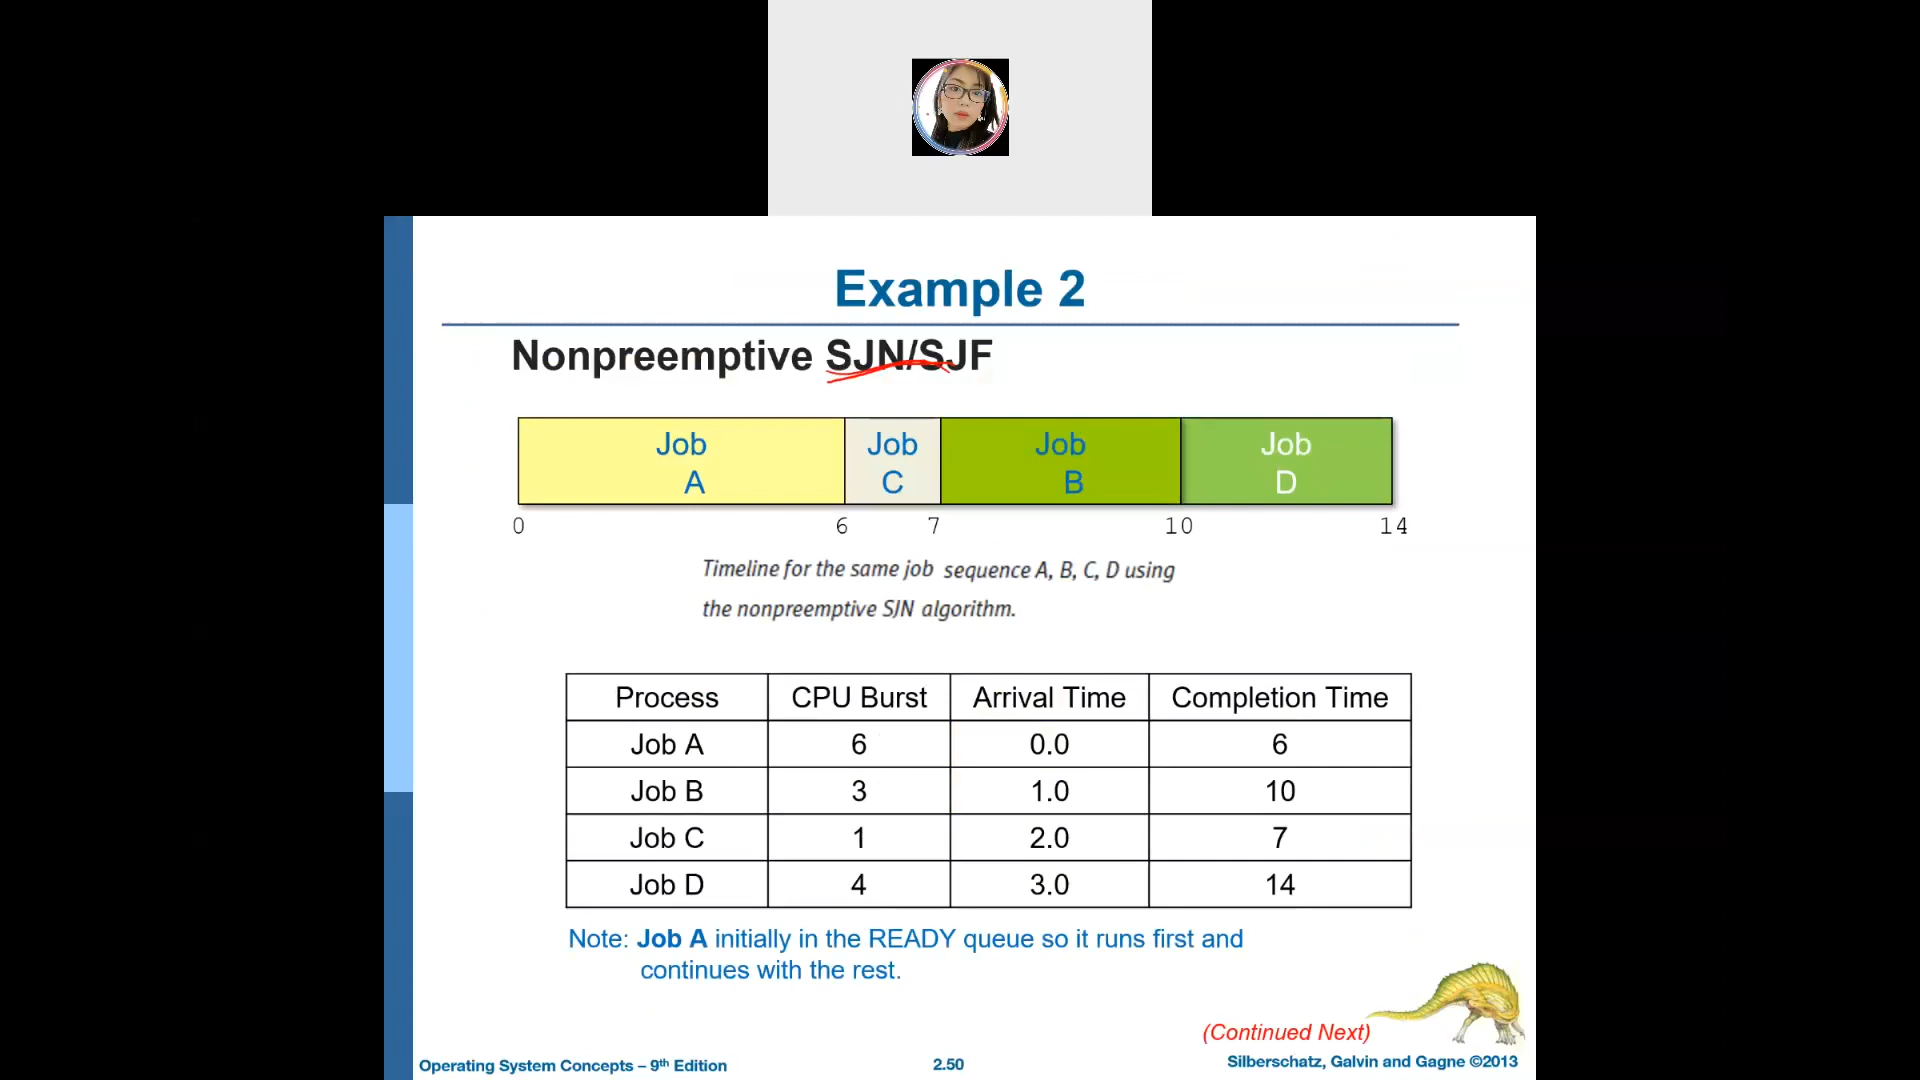 Example 2
Nonpreemptive SJN/SJF
Job A
Job C
Job B
Job D
0 6 7 10 14
Timeline for the same job sequence A, B, C, D using
the nonpreemptive SJN algorithm.
Process CPU Burst Arrival Time Completion Time
Job A 6 0.0 6
Job B 3 1.0 10
Job C 1 2.0 7
Job D 4 3.0 14
Note: Job A initially in the READY queue so it runs first and
continues with the rest.
(Continued Next)
Operating System Concepts – 9th Edition 2.50 Silberschatz, Galvin and Gagne ©2013